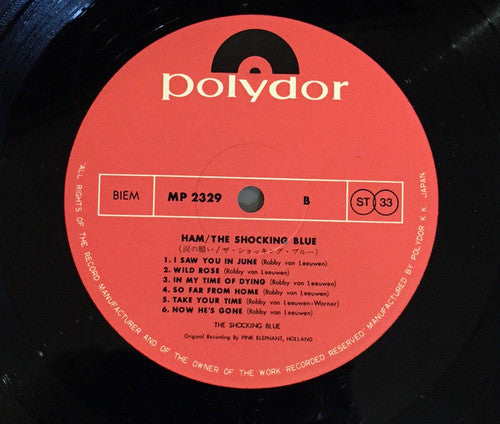 polydor
BIEM
MP 2329
B
ST 33
HAM/THE SHOCKING BLUE
(涙の願い/ザ・ショッキング・ブルー)
1. I SAW YOU IN JUNE (Robby van Leeuwen)
2. WILD ROSE (Robby van Leeuwen)
3. IN MY TIME OF DYING (Robby van Leeuwen)
4. SO FAR FROM HOME (Robby van Leeuwen)
5. TAKE YOUR TIME (Robby van Leeuwen-Warner)
6. NOW HE'S GONE (Robby van Leeuwen)
THE SHOCKING BLUE
Original Recording By PINK ELEPHANT, HOLLAND
ALL RIGHTS OF THE RECORD MANUFACTURER AND OF THE OWNER OF THE WORK RECORDED RESERVED. MANUFACTURED BY POLYDOR K.K. JAPAN